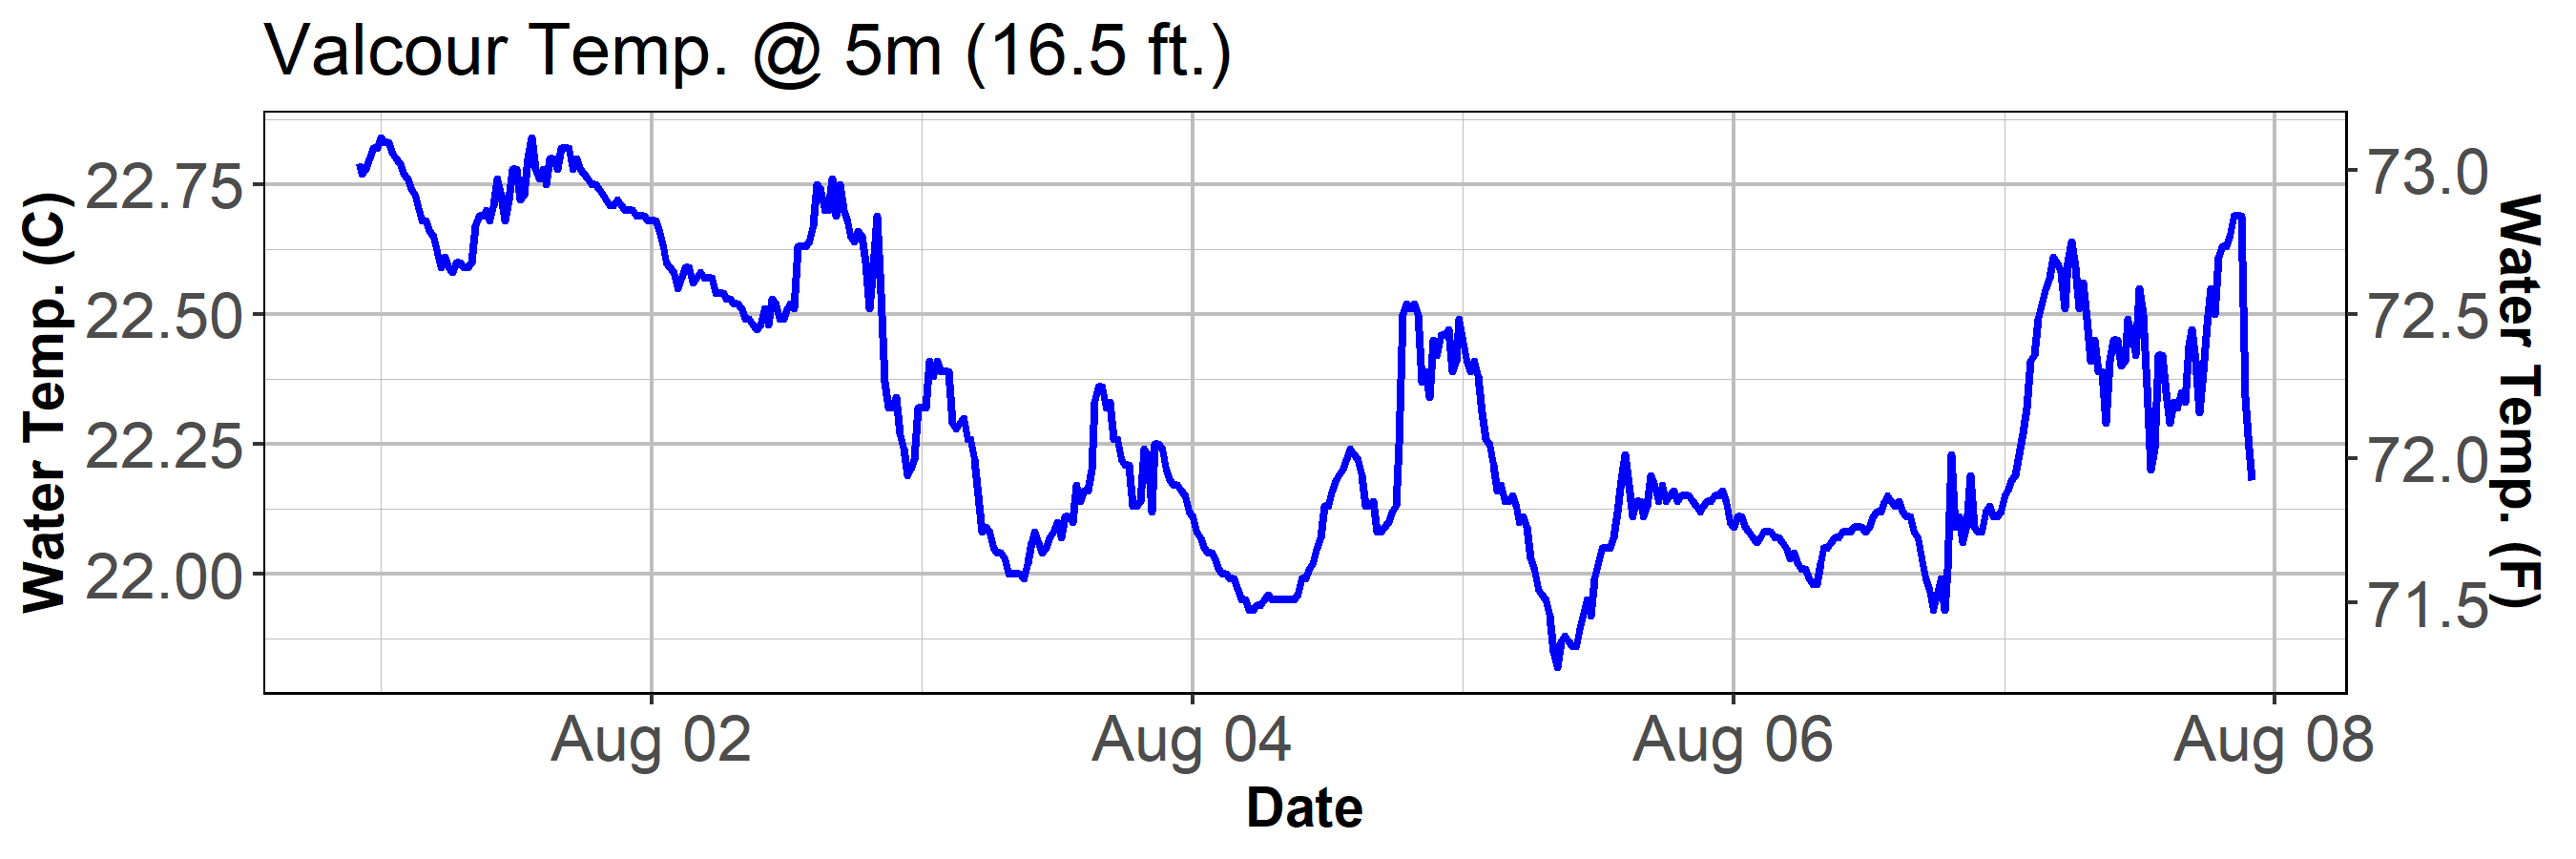 Valcour Temp. @ 5m (16.5 ft.)
Water Temp. (C)
22.75
22.50
22.25
22.00
73.0
72.5
72.0
71.5
Water Temp. (F)
Aug 02
Aug 04
Aug 06
Aug 08
Date